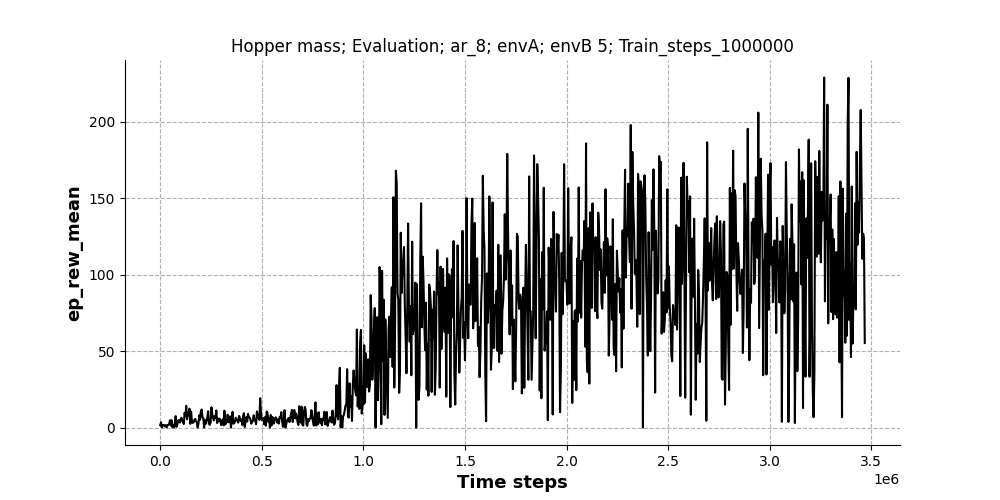 Hopper mass; Evaluation; ar_8; envA; envB 5; Train_steps_1000000
ep_rew_mean
200
150
100
50
0
0.0 0.5 1.0 1.5 2.0 2.5 3.0 3.5
1e6
Time steps